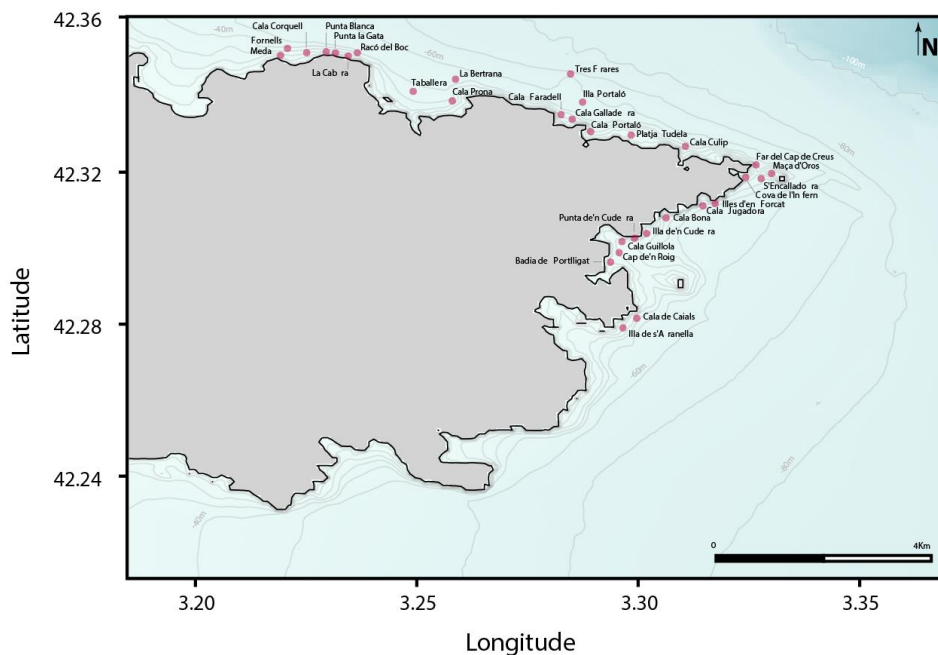 42.36
42.32
42.28
42.24
Latitude
3.20
3.25
3.30
3.35
Longitude
N
0
4Km
-40m
-60m
-100m
-80m
-60m
-80m
-40m
Cala Corquell
Punta Blanca
Punta la Gata
Fornells
Racó del Boc
Meda
La Cab ra
Taballera
La Bertrana
Cala Prona
Tres F rares
Illa Portaló
Cala Faradell
Cala Gallade ra
Cala Portaló
Platja Tudela
Cala Culip
Far del Cap de Creus
Maça d'Oros
S'Encallado ra
Cova de l'In fern
Illes d'en Forcat
Cala Jugadora
Cala Bona
Punta de'n Cude ra
Illa de'n Cude ra
Cala Guillola
Cap de'n Roig
Badia de Portlligat
Cala de Caials
Illa de s'A ranella